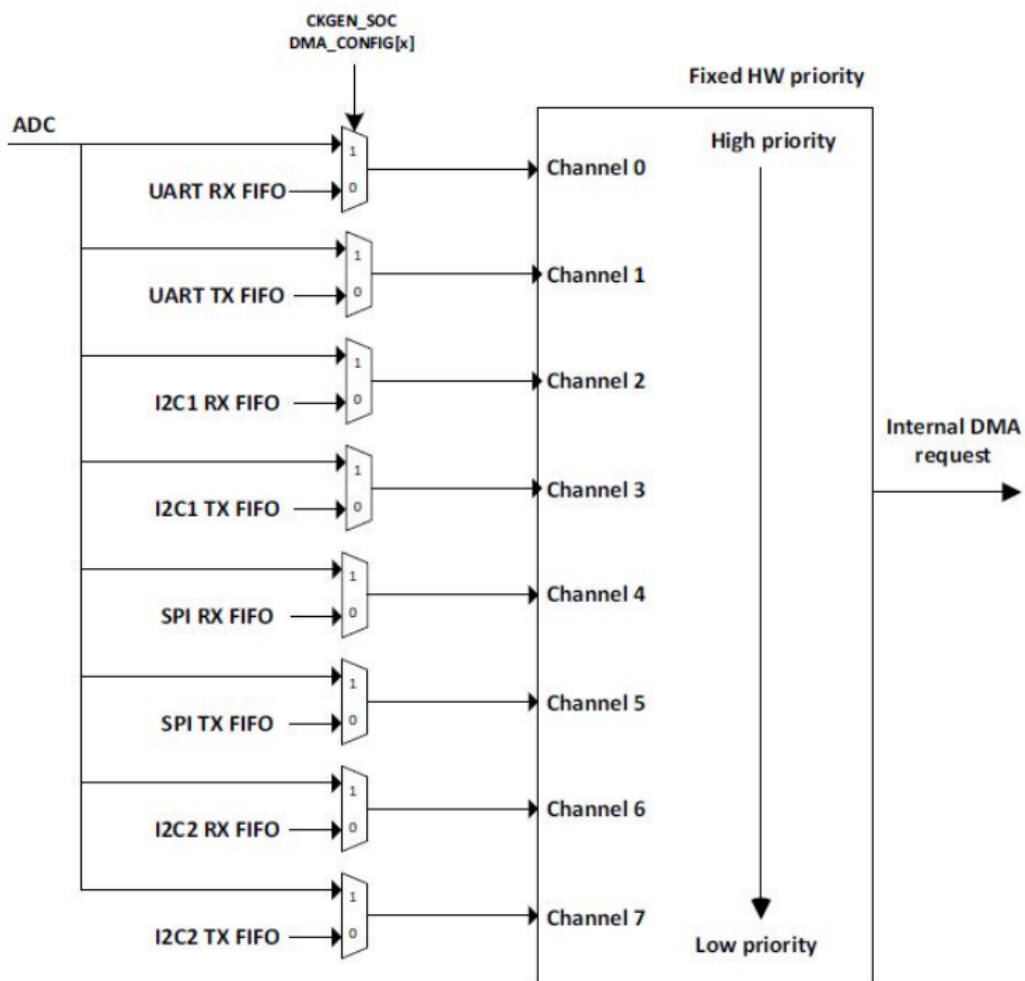 CKGEN_SOC
DMA_CONFIG[x]
Fixed HW priority
ADC
High priority
1
Channel 0
UART RX FIFO
0
1
Channel 1
UART TX FIFO
0
1
Channel 2
I2C1 RX FIFO
0
Internal DMA
request
1
Channel 3
I2C1 TX FIFO
0
1
Channel 4
SPI RX FIFO
0
1
Channel 5
SPI TX FIFO
0
1
Channel 6
I2C2 RX FIFO
0
1
Channel 7
I2C2 TX FIFO
0
Low priority